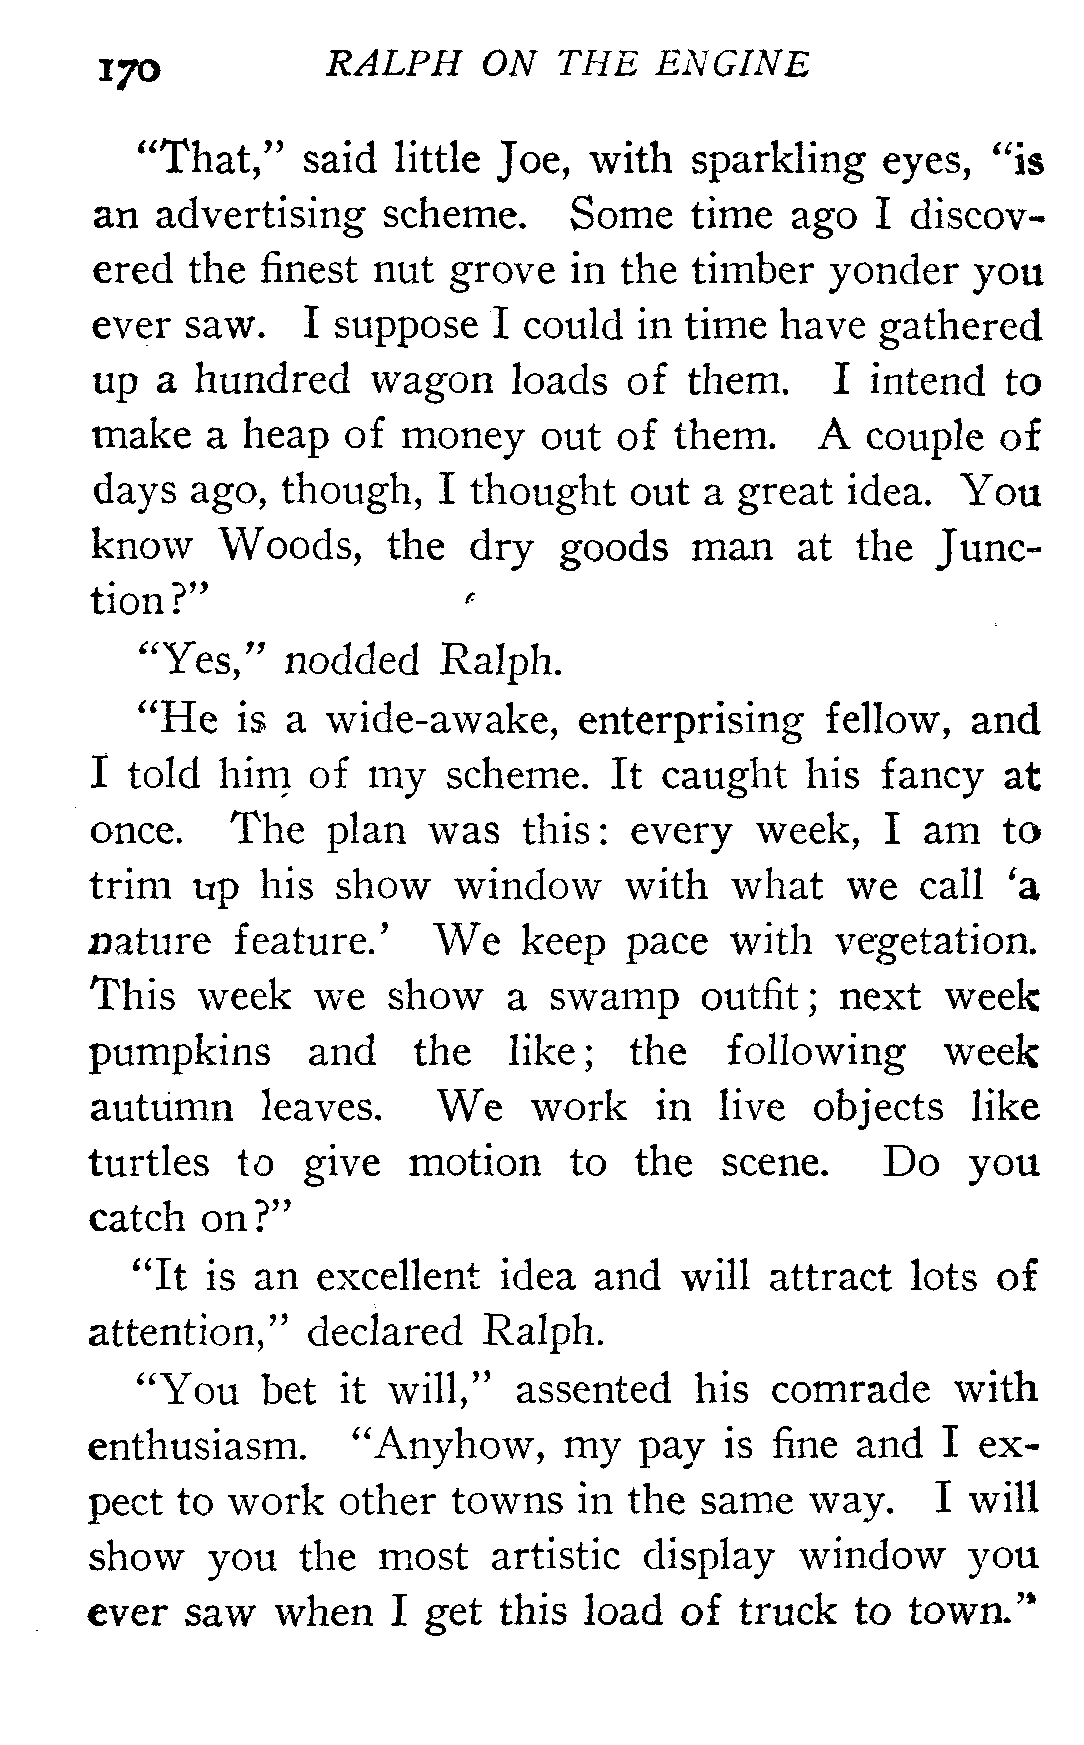 170 RALPH ON THE ENGINE
“That,” said little Joe, with sparkling eyes, “is
an advertising scheme. Some time ago I discov-
ered the finest nut grove in the timber yonder you
ever saw. I suppose I could in time have gathered
up a hundred wagon loads of them. I intend to
make a heap of money out of them. A couple of
days ago, though, I thought out a great idea. You
know Woods, the dry goods man at the Junc-
tion?”
“Yes,” nodded Ralph.
“He is a wide-awake, enterprising fellow, and
I told him of my scheme. It caught his fancy at
once. The plan was this: every week, I am to
trim up his show window with what we call ‘a
nature feature.’ We keep pace with vegetation.
This week we show a swamp outfit; next week
pumpkins and the like; the following week
autumn leaves. We work in live objects like
turtles to give motion to the scene. Do you
catch on?”
“It is an excellent idea and will attract lots of
attention,” declared Ralph.
“You bet it will,” assented his comrade with
enthusiasm. “Anyhow, my pay is fine and I ex-
pect to work other towns in the same way. I will
show you the most artistic display window you
ever saw when I get this load of truck to town.”